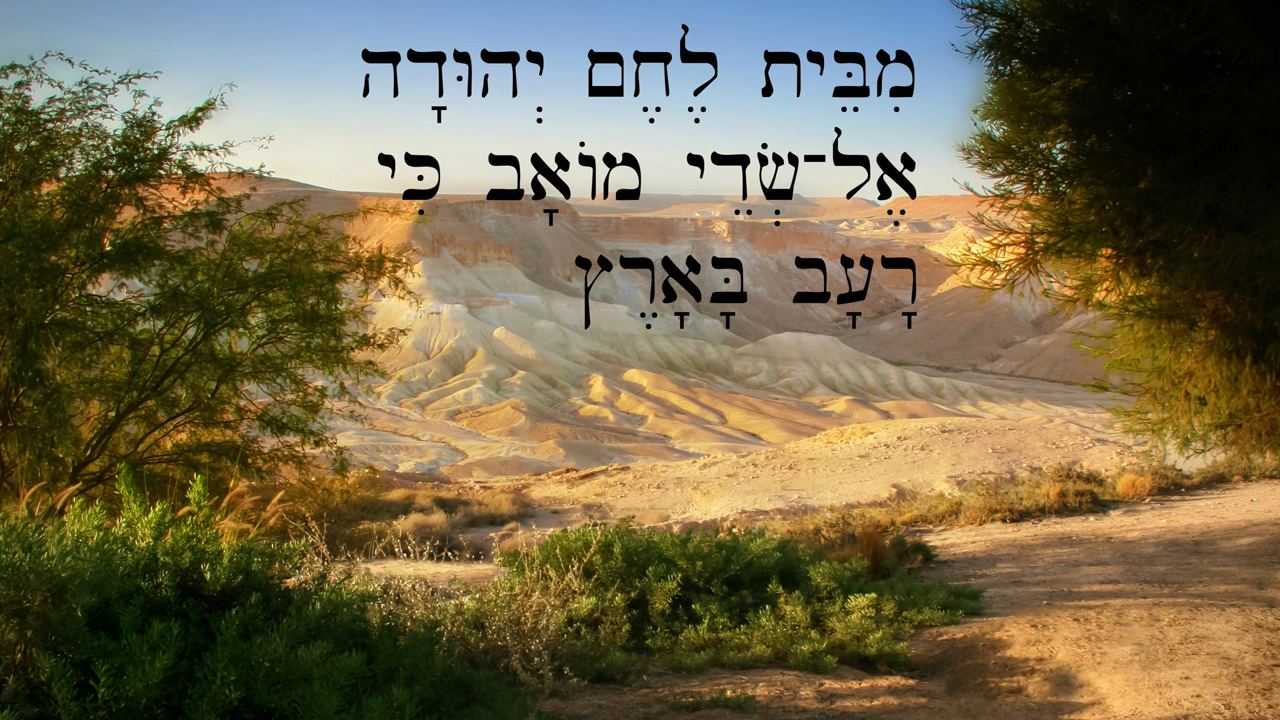 מִבֵּית לֶחֶם יְהוּדָה
אֶל־שְׂדֵי מוֹאָב כִּי
רָעָב בָּאָרֶץ